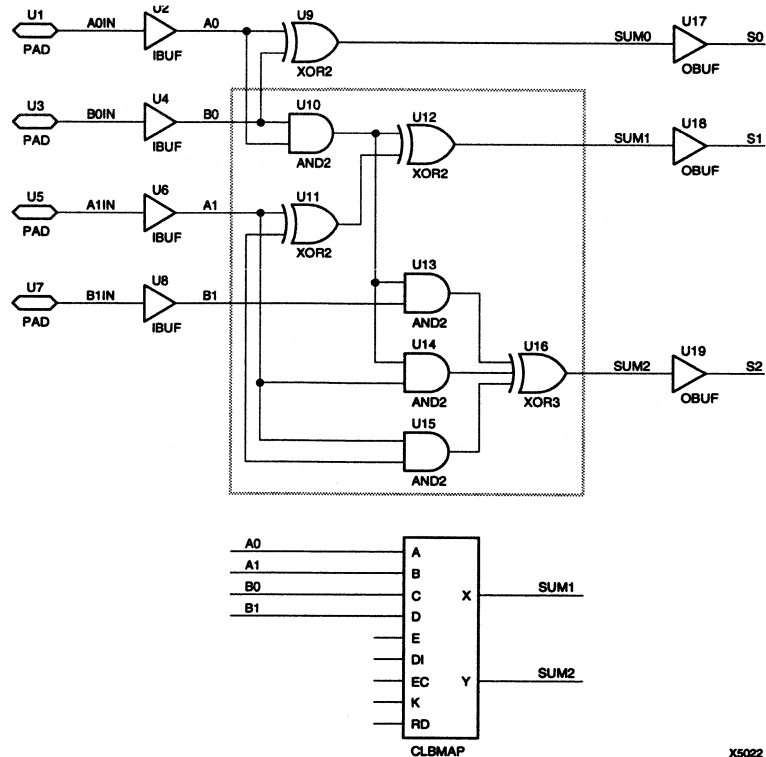 U1 A0IN U2 A0 U9 SUM0 U17 S0
PAD IBUF XOR2 OBUF
U3 B0IN U4 B0 U10 U12 SUM1 U18 S1
PAD IBUF AND2 XOR2 OBUF
U5 A1IN U6 A1 U11
PAD IBUF XOR2
U7 B1IN U8 B1 U13
PAD IBUF AND2
U14 U16 SUM2 U19 S2
AND2 XOR3 OBUF
U15
AND2
A0 A
A1 B
B0 C X SUM1
B1 D
E
DI
EC Y SUM2
K
RD
CLBMAP
X5022